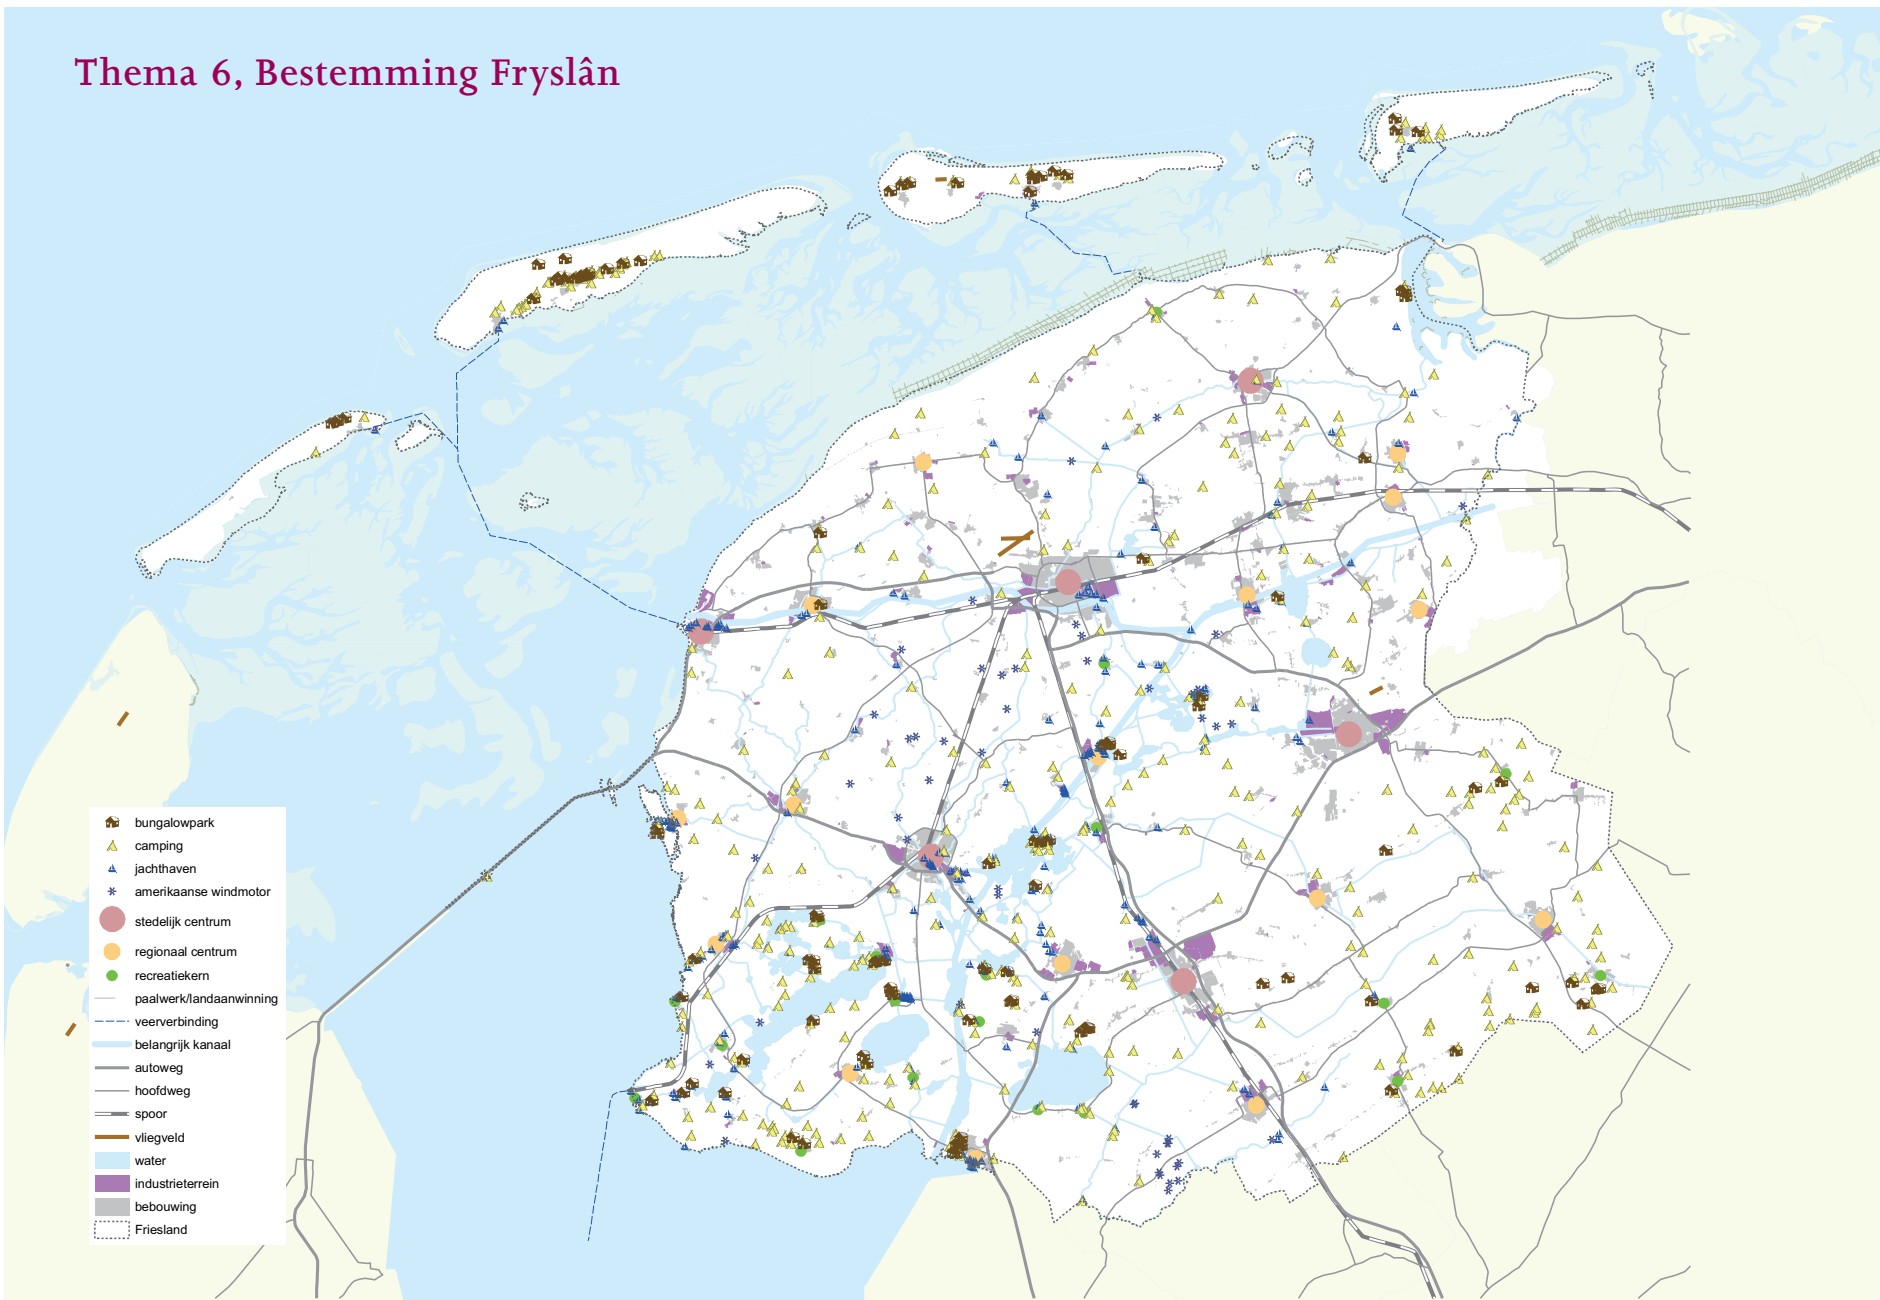 Thema 6, Bestemming Fryslân
bungalowpark
camping
jachthaven
amerikaanse windmotor
stedelijk centrum
regionaal centrum
recreatiekern
paalwerk/landaanwinning
veerverbinding
belangrijk kanaal
autoweg
hoofdweg
spoor
vliegveld
water
industrieterrein
bebouwing
Friesland